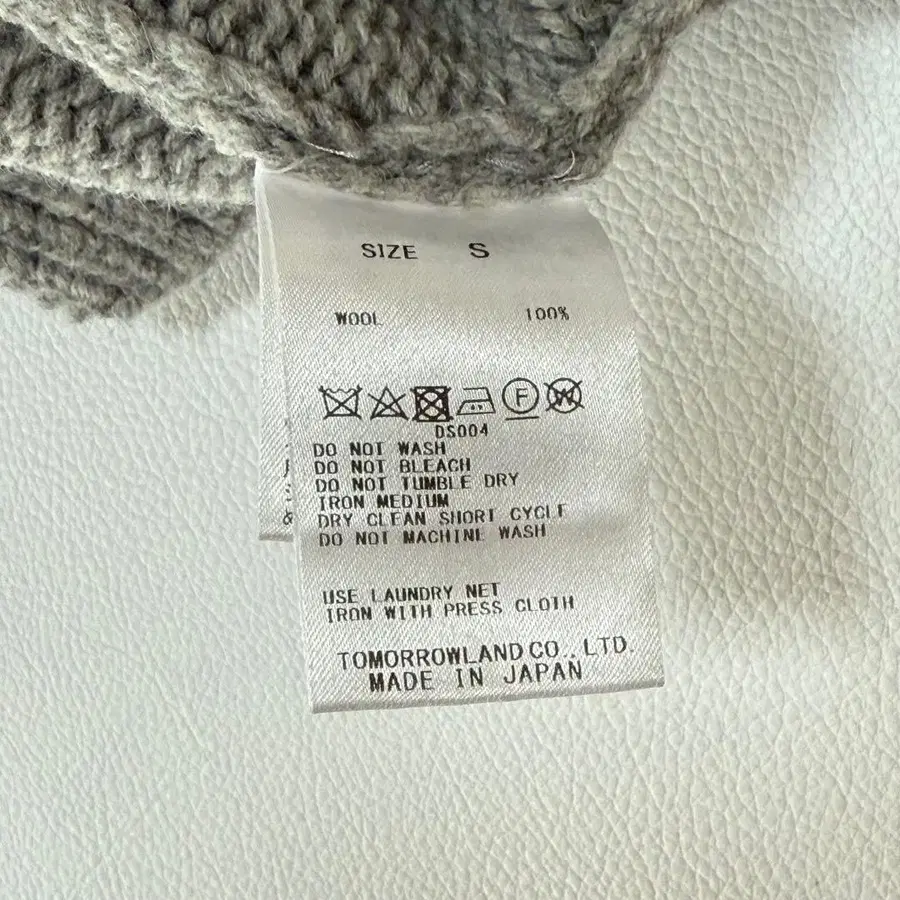 SIZE S
WOOL 100%
F W
DS004
DO NOT WASH
DO NOT BLEACH
DO NOT TUMBLE DRY
IRON MEDIUM
DRY CLEAN SHORT CYCLE
DO NOT MACHINE WASH
USE LAUNDRY NET
IRON WITH PRESS CLOTH
TOMORROWLAND CO., LTD.
MADE IN JAPAN
&